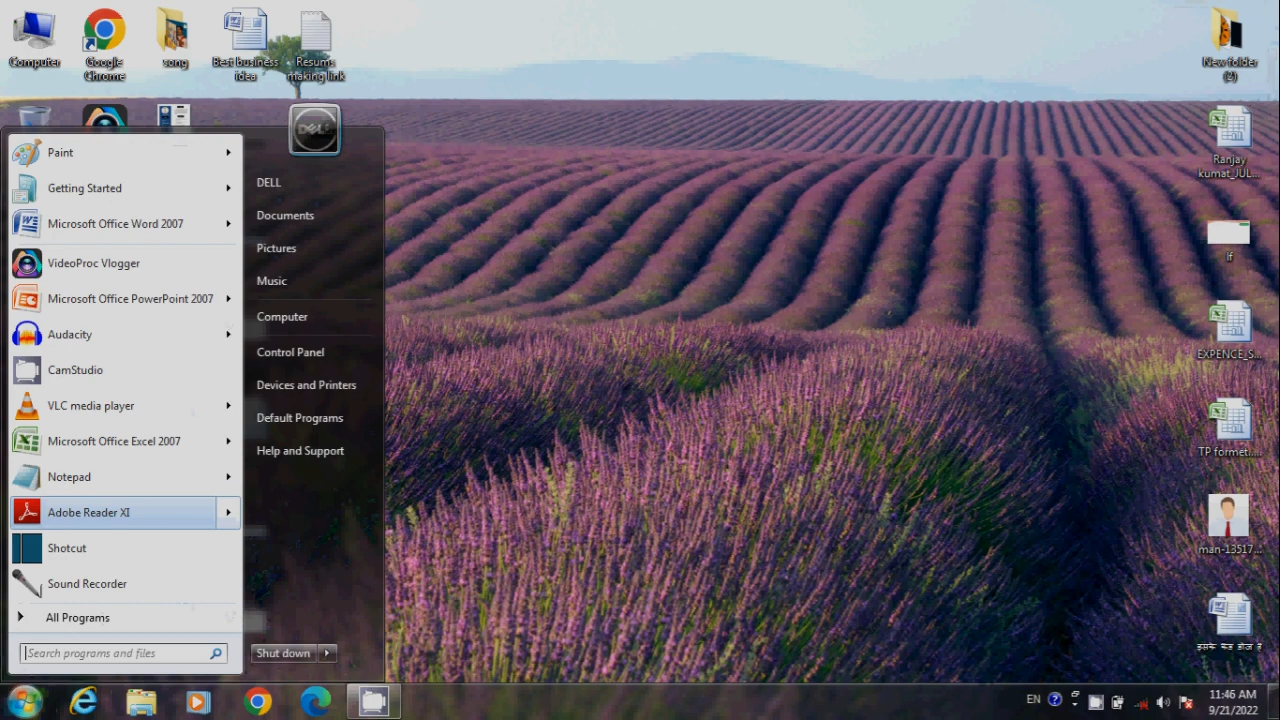 Computer
Google
Chrome
song
Best business
idea
Resums
making link
New folder
(2)
Ranjay
kumat_JUL...
if
EXPENCE_S...
TP formet....
man-13517...
Paint
Getting Started
Microsoft Office Word 2007
VideoProc Vlogger
Microsoft Office PowerPoint 2007
Audacity
CamStudio
VLC media player
Microsoft Office Excel 2007
Notepad
Adobe Reader XI
Shotcut
Sound Recorder
All Programs
Search programs and files
DELL
DELL
Documents
Pictures
Music
Computer
Control Panel
Devices and Printers
Default Programs
Help and Support
Shut down
EN
11:46 AM
9/21/2022